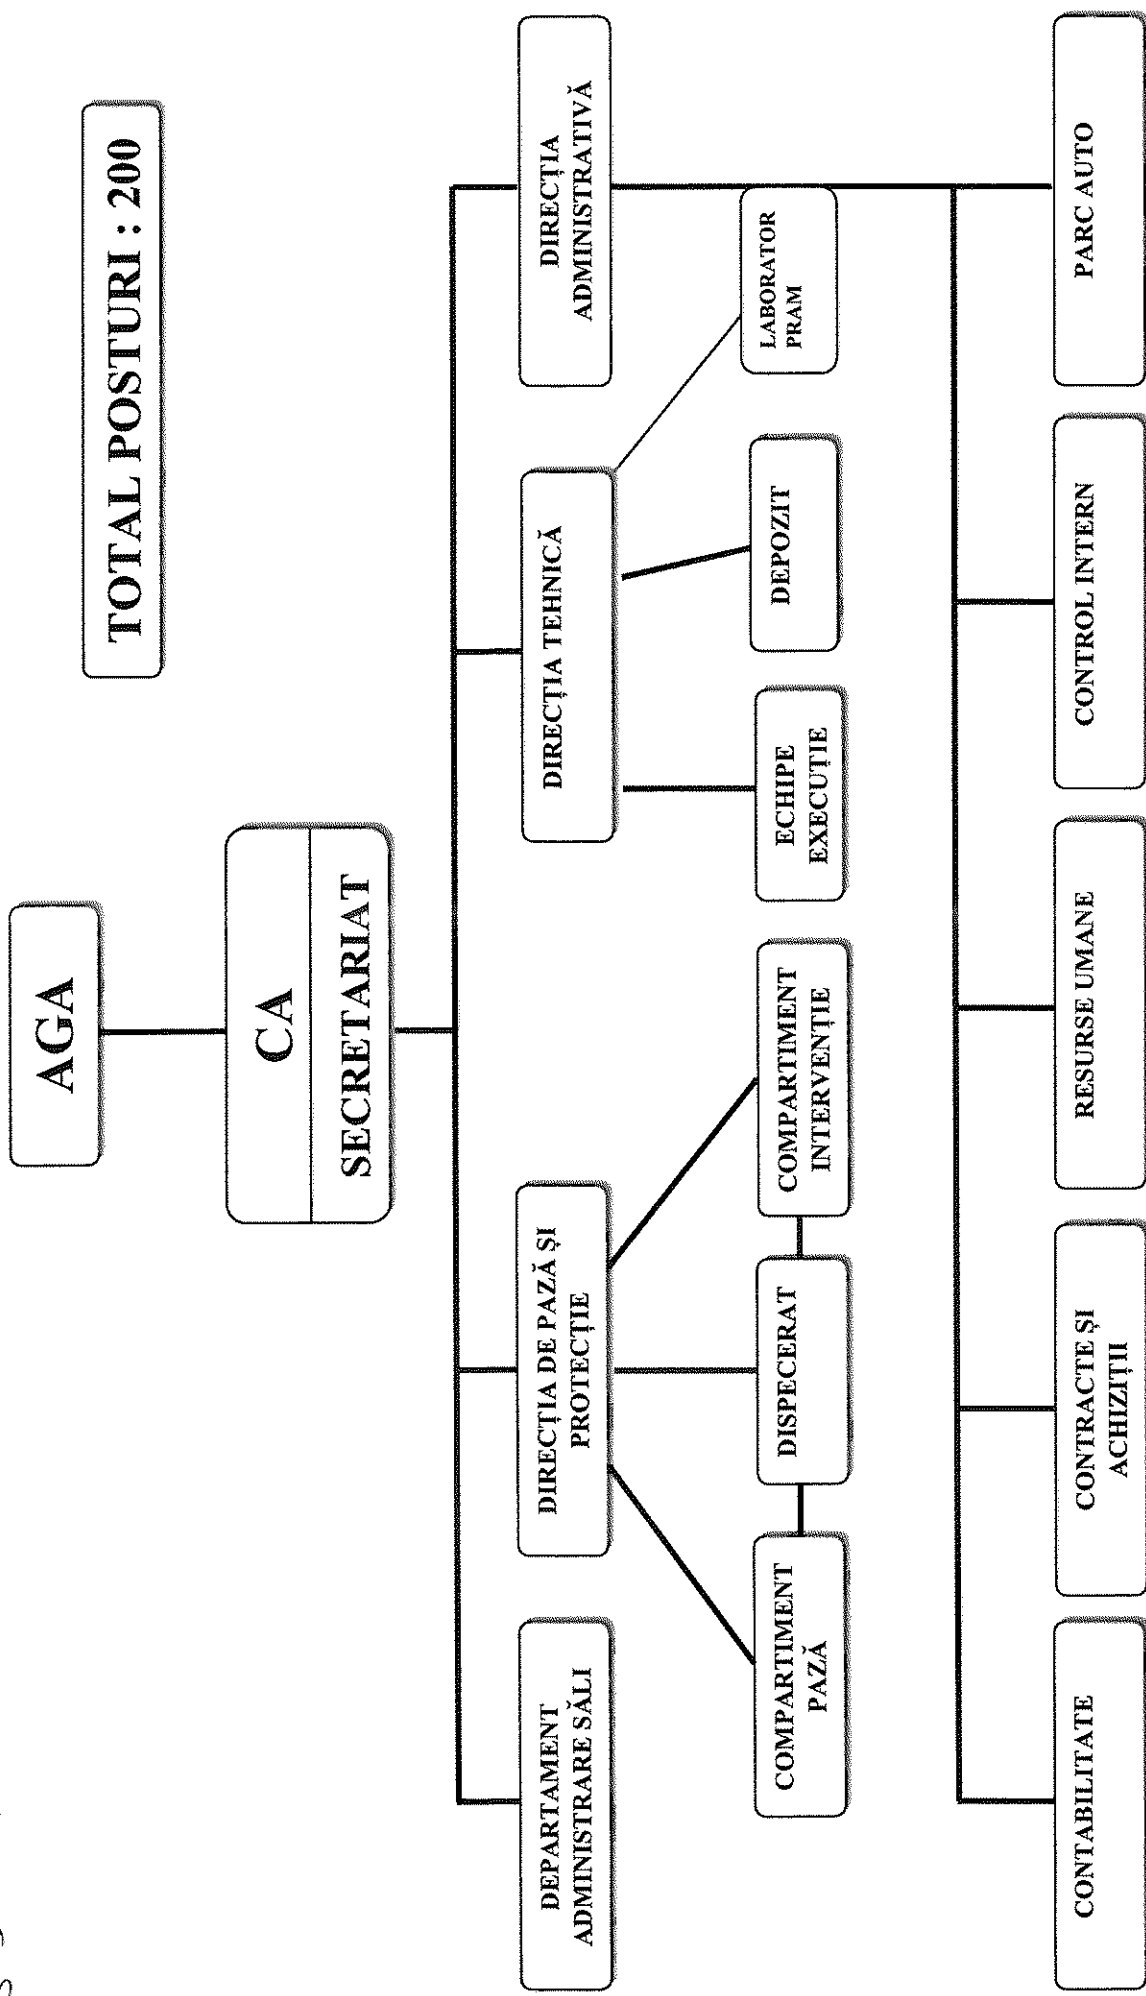 TOTAL POSTURI : 200
AGA
CA
SECRETARIAT
DEPARTAMENT
ADMINISTRARE SĂLI
DIRECȚIA DE PAZĂ ȘI
PROTECȚIE
DIRECȚIA TEHNICĂ
DIRECȚIA
ADMINISTRATIVĂ
COMPARTIMENT
PAZĂ
DISPECERAT
COMPARTIMENT
INTERVENȚIE
ECHIPE
EXECUȚIE
DEPOZIT
LABORATOR
PRAM
CONTABILITATE
CONTRACTE ȘI
ACHIZIȚII
RESURSE UMANE
CONTROL INTERN
PARC AUTO